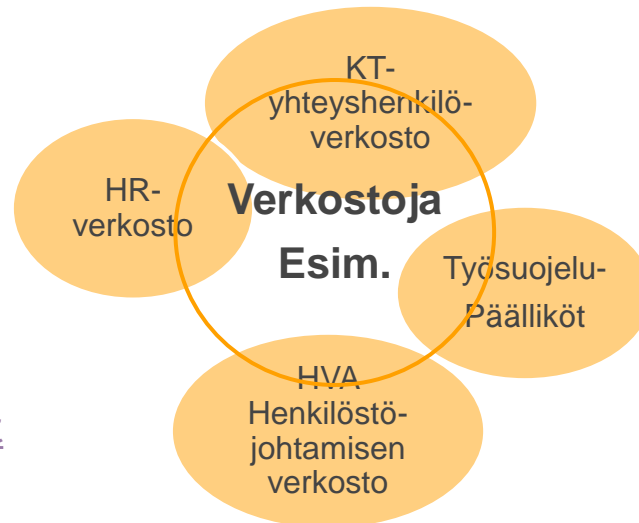 KT-
yhteyshenkilö-
verkosto
HR-
verkosto
Verkostoja
Esim.
Työsuojelu-
Päälliköt
HVA
Henkilöstö-
johtamisen
verkosto